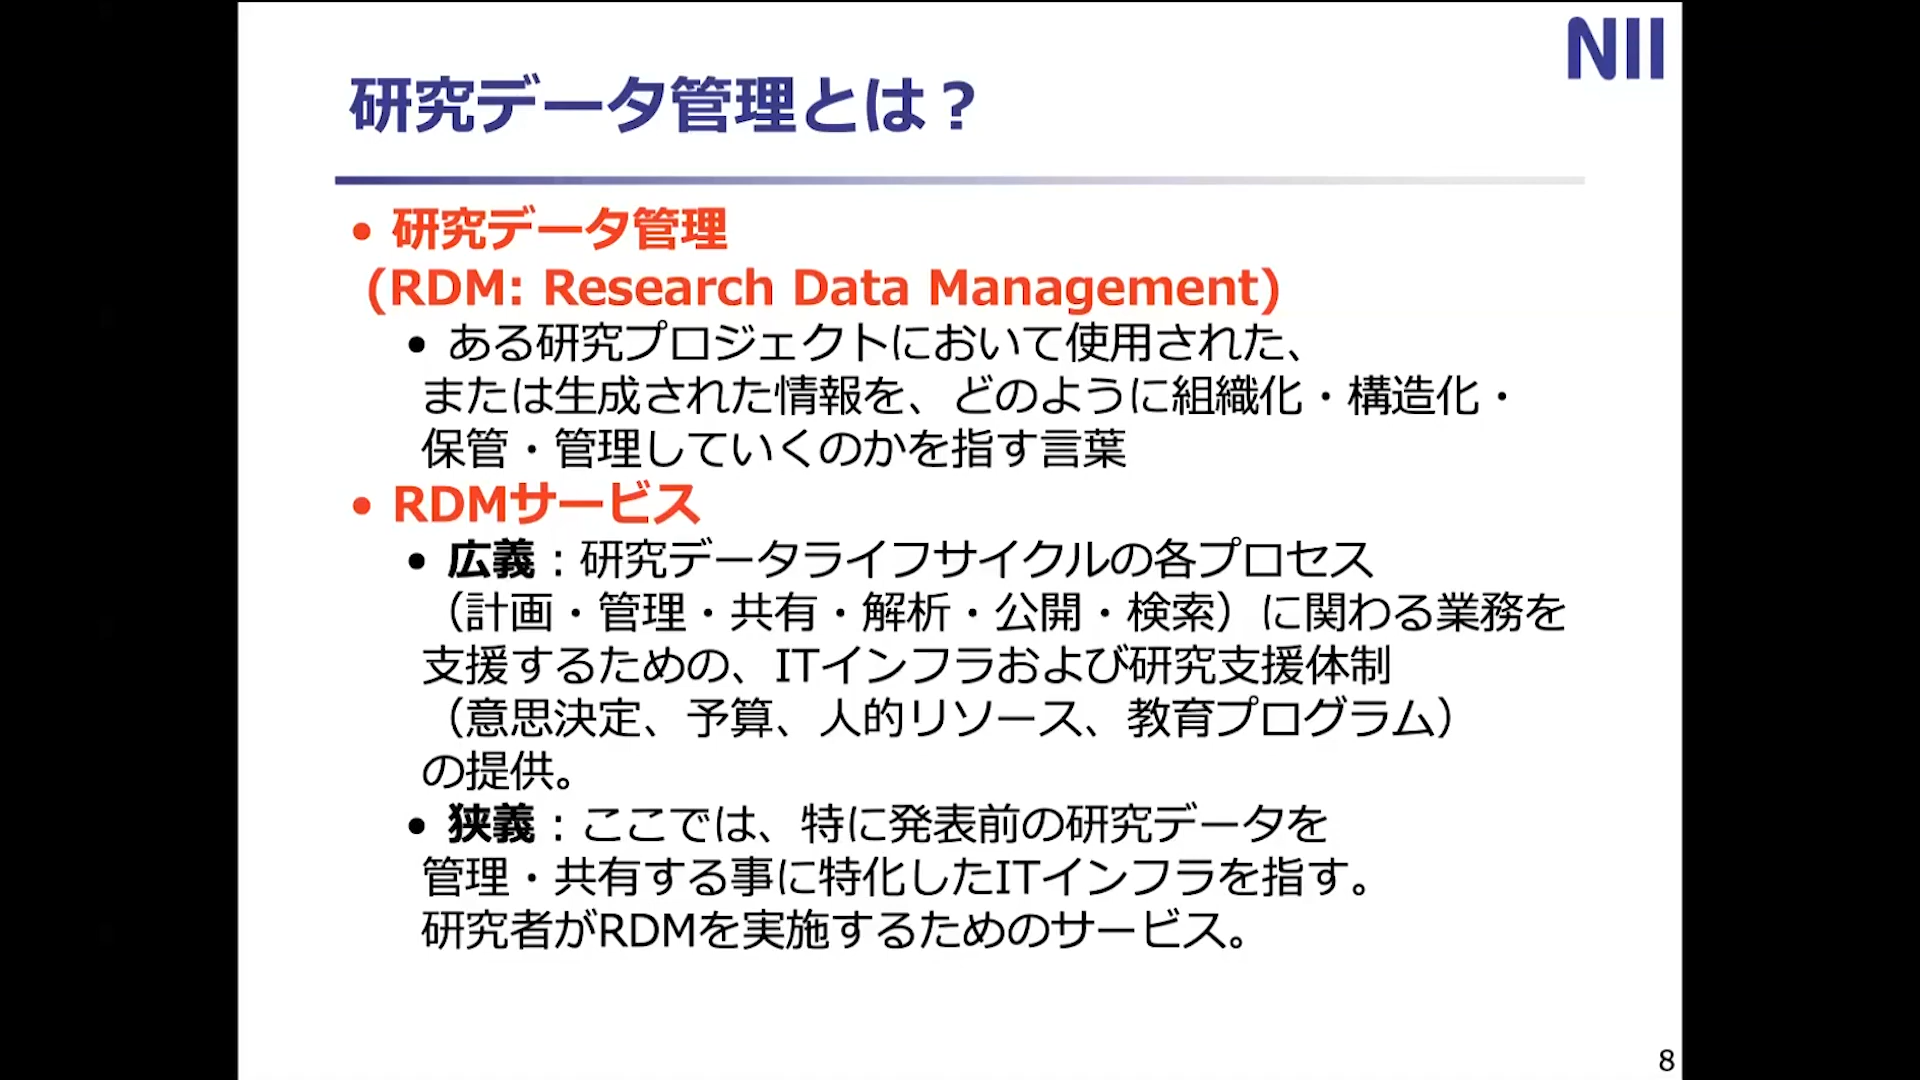 NII
研究データ管理とは？
• 研究データ管理
(RDM: Research Data Management)
• ある研究プロジェクトにおいて使用された、
または生成された情報を、どのように組織化・構造化・
保管・管理していくのかを指す言葉
• RDMサービス
• 広義：研究データライフサイクルの各プロセス
（計画・管理・共有・解析・公開・検索）に関わる業務を
支援するための、ITインフラおよび研究支援体制
（意思決定、予算、人的リソース、教育プログラム）
の提供。
• 狭義：ここでは、特に発表前の研究データを
管理・共有する事に特化したITインフラを指す。
研究者がRDMを実施するためのサービス。
8